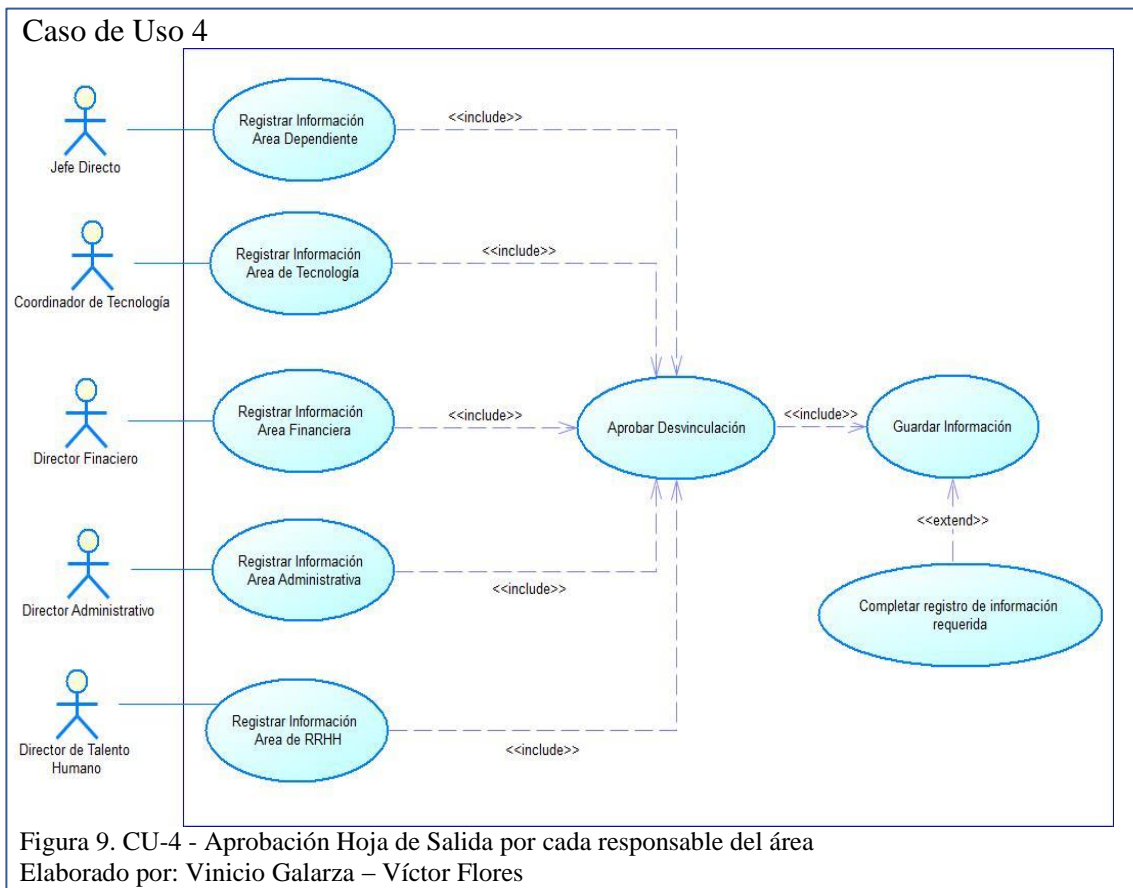 Caso de Uso 4
Jefe Directo
Registrar Información
Area Dependiente
<<include>>
Coordinador de Tecnología
Registrar Información
Area de Tecnología
<<include>>
Director Finaciero
Registrar Información
Area Financiera
<<include>>
Aprobar Desvinculación
<<include>>
Guardar Información
<<extend>>
Completar registro de información
requerida
Director Administrativo
Registrar Información
Area Administrativa
<<include>>
Director de Talento
Humano
Registrar Información
Area de RRHH
<<include>>
Figura 9. CU-4 - Aprobación Hoja de Salida por cada responsable del área
Elaborado por: Vinicio Galarza – Víctor Flores